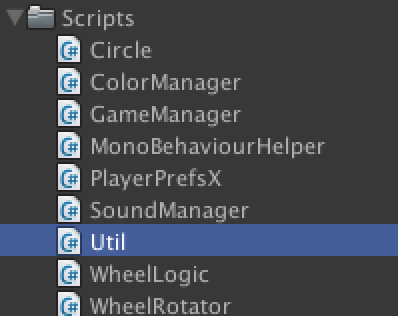 Scripts
C# Circle
C# ColorManager
C# GameManager
C# MonoBehaviourHelper
C# PlayerPrefsX
C# SoundManager
C# Util
C# WheelLogic
C# WheelRotator